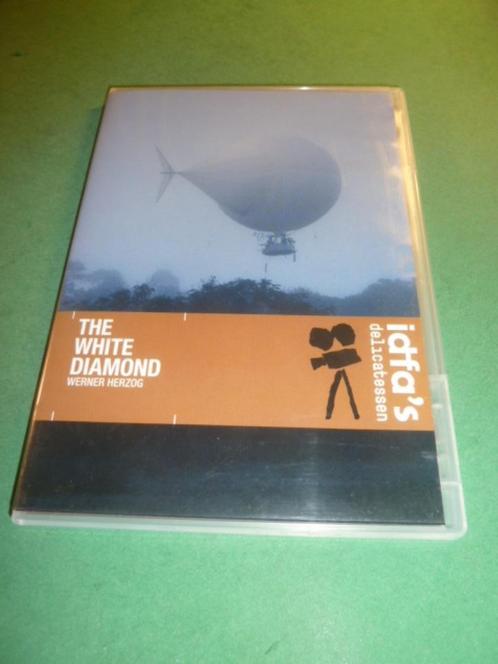 THE
WHITE
DIAMOND
WERNER HERZOG
idfa's
delicatessen